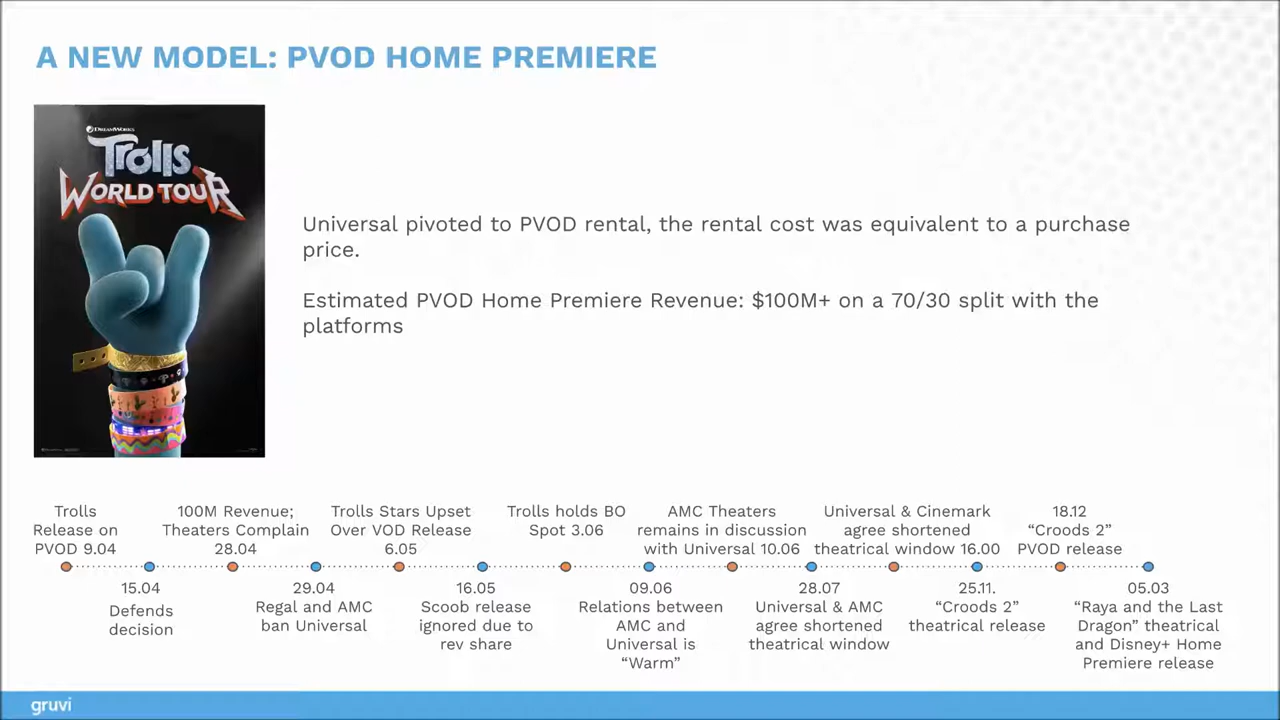 A NEW MODEL: PVOD HOME PREMIERE
DREAMWORKS
Trolls
WORLD TOUR
Universal pivoted to PVOD rental, the rental cost was equivalent to a purchase
price.
Estimated PVOD Home Premiere Revenue: $100M+ on a 70/30 split with the
platforms
Trolls
Release on
PVOD 9.04
15.04
Defends
decision
100M Revenue;
Theaters Complain
28.04
29.04
Regal and AMC
ban Universal
Trolls Stars Upset
Over VOD Release
6.05
16.05
Scoob release
ignored due to
rev share
Trolls holds BO
Spot 3.06
09.06
Relations between
AMC and
Universal is
“Warm”
AMC Theaters
remains in discussion
with Universal 10.06
28.07
Universal & AMC
agree shortened
theatrical window
Universal & Cinemark
agree shortened
theatrical window 16.00
25.11.
“Croods 2”
theatrical release
18.12
“Croods 2”
PVOD release
05.03
“Raya and the Last
Dragon” theatrical
and Disney+ Home
Premiere release
gruvi